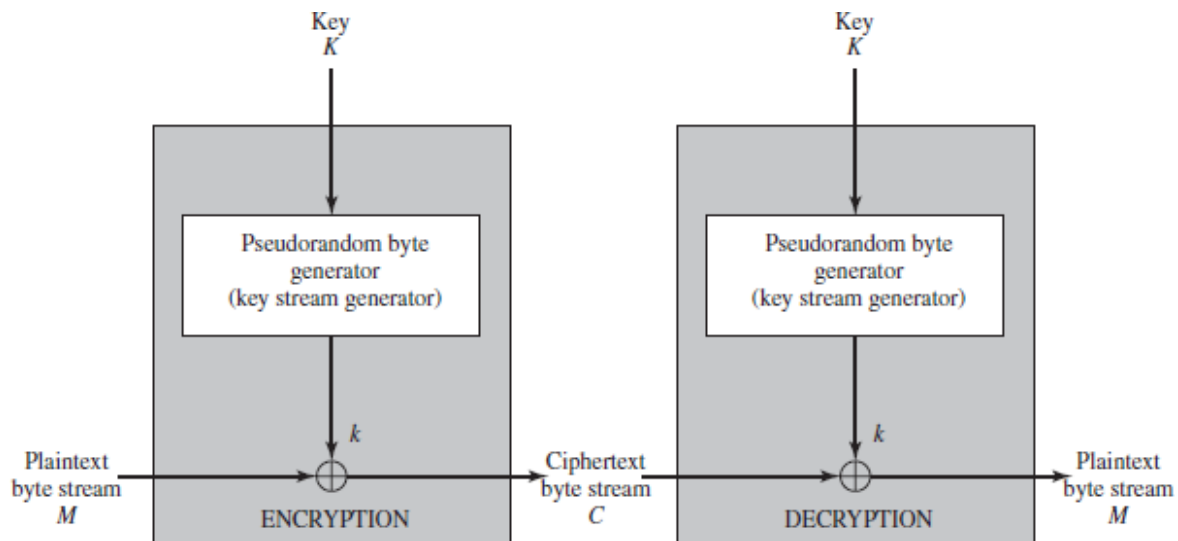 Key
K
Key
K
Pseudorandom byte
generator
(key stream generator)
Pseudorandom byte
generator
(key stream generator)
k
k
Plaintext
byte stream
M
ENCRYPTION
Ciphertext
byte stream
C
DECRYPTION
Plaintext
byte stream
M